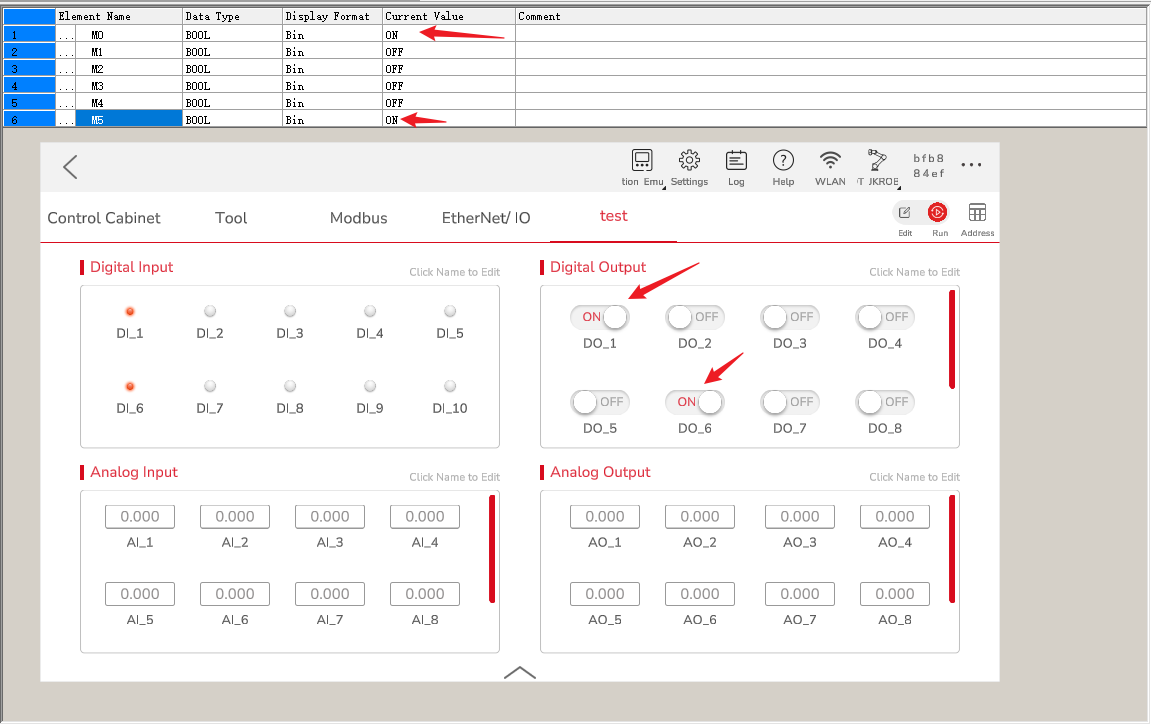 Element Name Data Type Display Format Current Value Comment
1 ... M0 BOOL Bin ON
2 ... M1 BOOL Bin OFF
3 ... M2 BOOL Bin OFF
4 ... M3 BOOL Bin OFF
5 ... M4 BOOL Bin OFF
6 ... M5 BOOL Bin ON
bfb8
84ef
tion Emu Settings Log Help WLAN T JKROE
Control Cabinet Tool Modbus EtherNet/ IO test
Edit Run Address
Digital Input Click Name to Edit
DI_1 DI_2 DI_3 DI_4 DI_5
DI_6 DI_7 DI_8 DI_9 DI_10
Digital Output Click Name to Edit
ON OFF OFF OFF
DO_1 DO_2 DO_3 DO_4
OFF ON OFF OFF
DO_5 DO_6 DO_7 DO_8
Analog Input Click Name to Edit
0.000 0.000 0.000 0.000
AI_1 AI_2 AI_3 AI_4
0.000 0.000 0.000 0.000
AI_5 AI_6 AI_7 AI_8
Analog Output Click Name to Edit
0.000 0.000 0.000 0.000
AO_1 AO_2 AO_3 AO_4
0.000 0.000 0.000 0.000
AO_5 AO_6 AO_7 AO_8